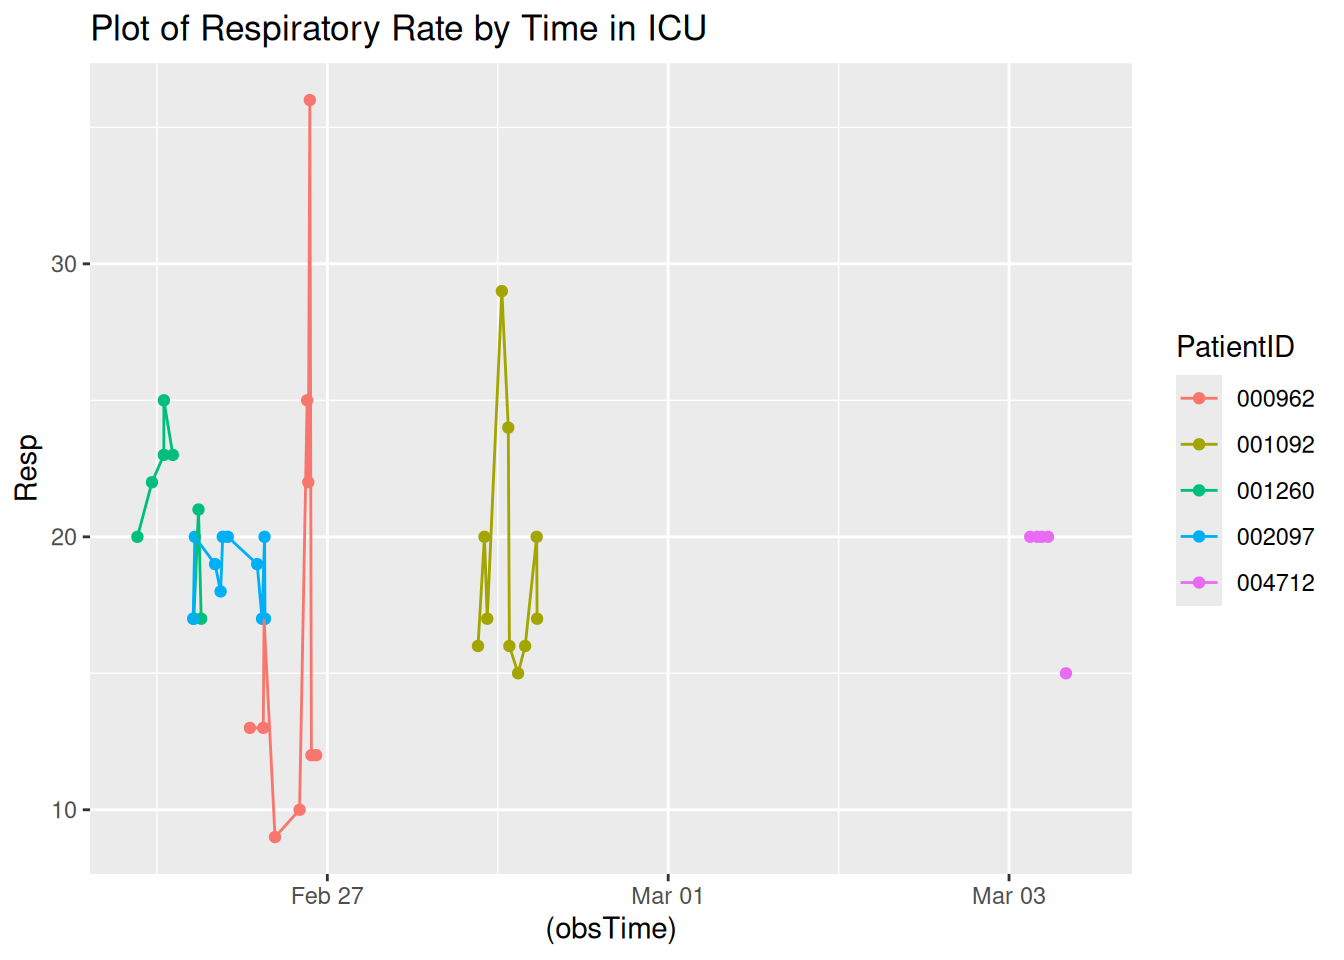 Plot of Respiratory Rate by Time in ICU
Resp
30
20
10
Feb 27
Mar 01
Mar 03
(obsTime)
PatientID
000962
001092
001260
002097
004712